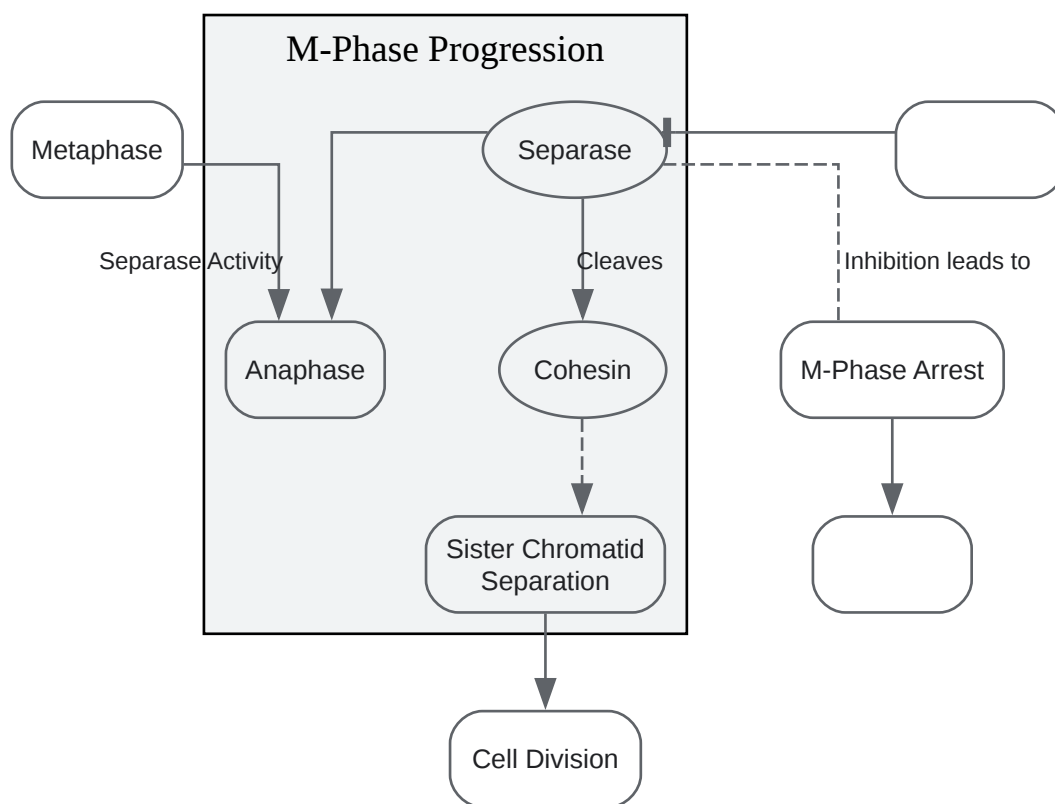 M-Phase Progression
Metaphase
Separase
Separase Activity
Cleaves
Inhibition leads to
Anaphase
Cohesin
M-Phase Arrest
Sister Chromatid
Separation
Cell Division